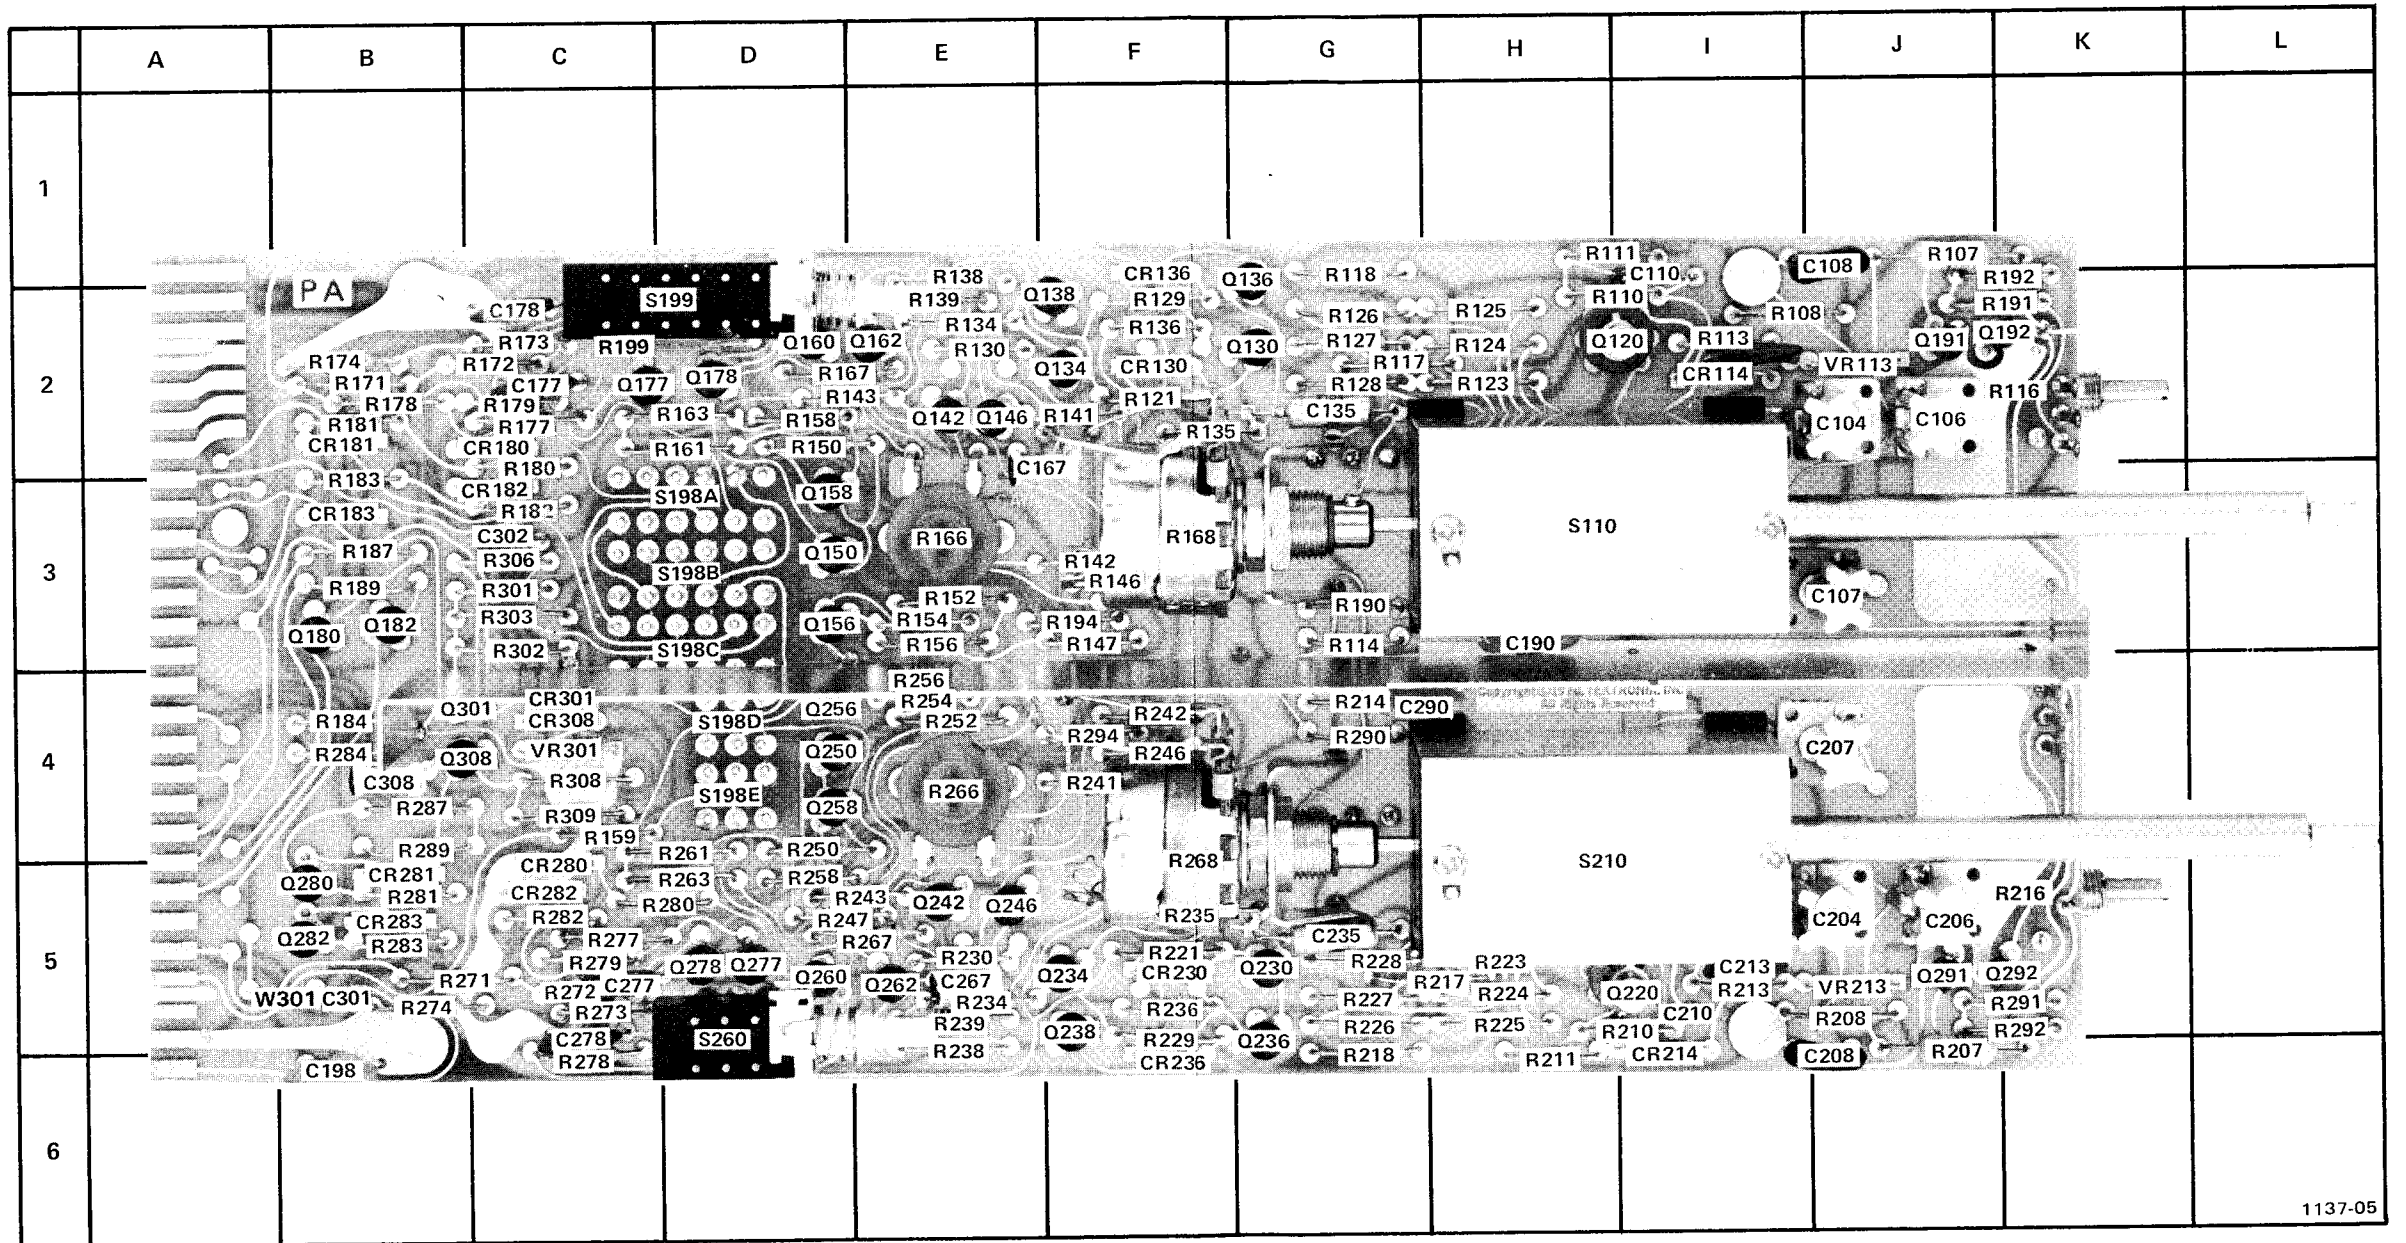 A B C D E F G H I J K L
1
R111 R107
R138 CR136 Q136 R118 C110 C108 R192
PA S199 R139 Q138 R129 R110 R191
C178 R134 R136 R126 R125 R108
R173 R199 Q160 Q162 R130 Q130 R127 R124 Q120 R113 Q191 Q192
R174 R172 Q178 R167 Q134 CR130 R117 CR114 VR113
2 R171 C177 Q177 R143 R121 R128 R123 R116
R178 R179 R163 R158 Q142 Q146 R141 C135 C104 C106
R181 R177 R135
CR181 CR180 R161 R150
R180 C167
R183 CR182 S198A Q158
CR183 R182 S110
C302 R166 R168
R187 R306 Q150 R142
3 S198B R146
R189 R301 R152 C107
Q180 Q182 R303 Q156 R154 R194 R190
R302 S198C R156 R147 R114 C190
R256
CR301 R254 R214
Q301 Q256 C290 Copyright
R184 CR308 S198D R252 R242 All Rights Reserved
R284 VR301 Q250 R294 R290 C207
4 Q308 R246
C308 R308 S198E R266 R241
R287 Q258
R309
R159
R289 R261 R250 R268 S210
CR280
Q280 CR281 R263 R258
R281 CR282 R280 R243 Q242 Q246 R216
CR283 R282 R247 R235 C204 C206
Q282 R283 R277 R267 C235
5 R279 Q278 Q277 R230 Q234 R221 Q230 R228 R223 C213 Q291 Q292
R271 R272 C277 Q260 Q262 C267 CR230 R217 R224 Q220 R213 VR213
W301 C301 R274 R273 R234 R236 R227 C210 R291
C278 S260 R239 Q238 R229 Q236 R226 R225 R210 R208 R292
C198 R278 R238 CR236 R218 R211 CR214 C208 R207
6
1137-05